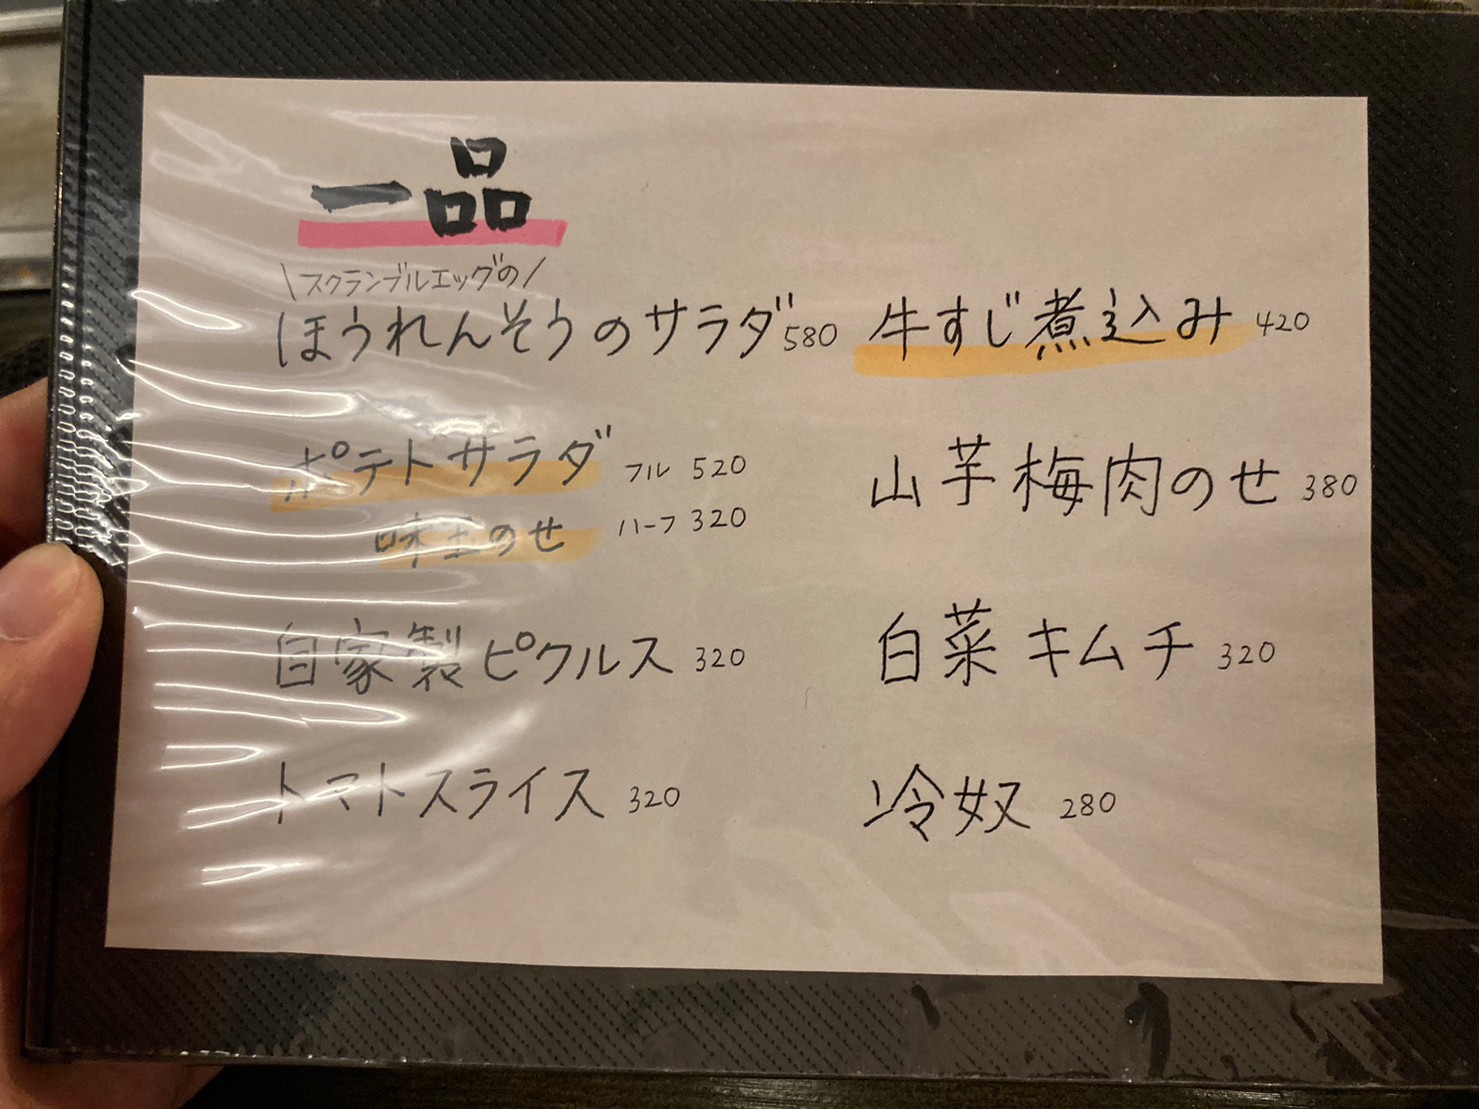 一品
\スクランブルエッグの/
ほうれんそうのサラダ 580
ポテトサラダ フル 520
味玉のせ ハーフ 320
自家製ピクルス 320
トマトスライス 320
牛すじ煮込み 420
山芋梅肉のせ 380
白菜キムチ 320
冷奴 280